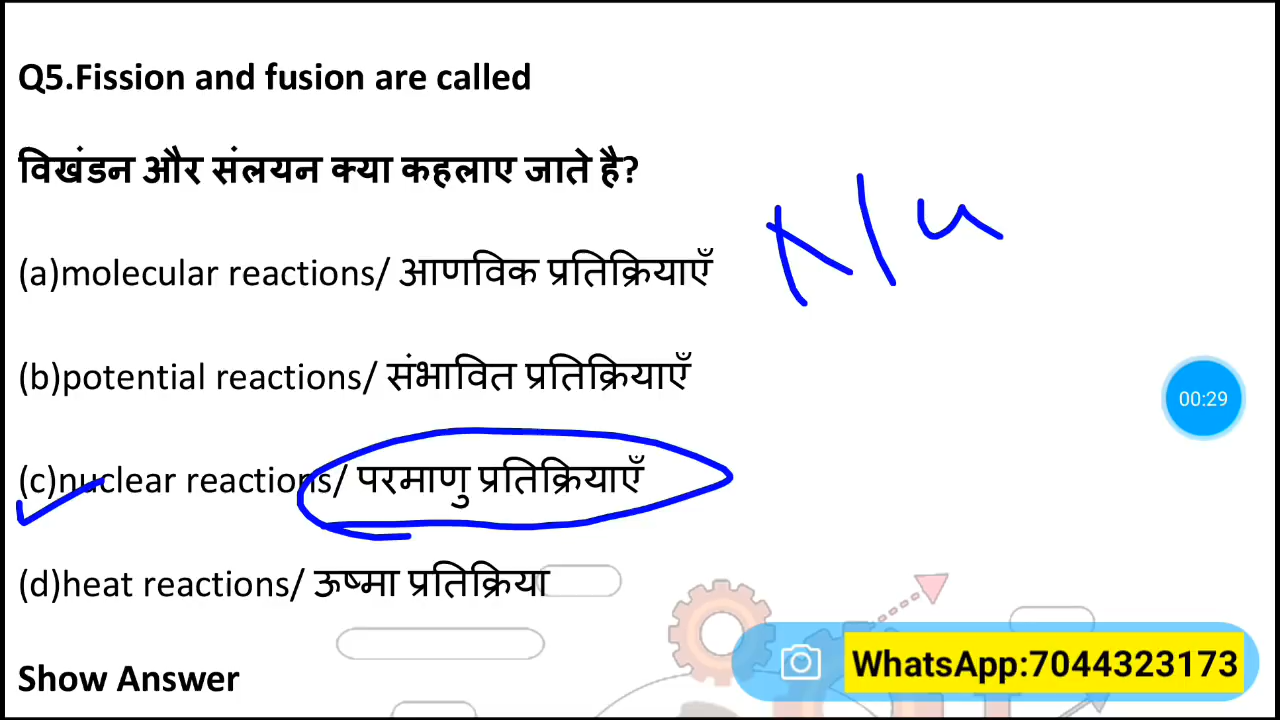 Q5.Fission and fusion are called
विखंडन और संलयन क्या कहलाए जाते है?
(a)molecular reactions/ आणविक प्रतिक्रियाएँ
(b)potential reactions/ संभावित प्रतिक्रियाएँ
(c)nuclear reactions/ परमाणु प्रतिक्रियाएँ
00:29
(d)heat reactions/ ऊष्मा प्रतिक्रिया
WhatsApp:7044323173
Show Answer